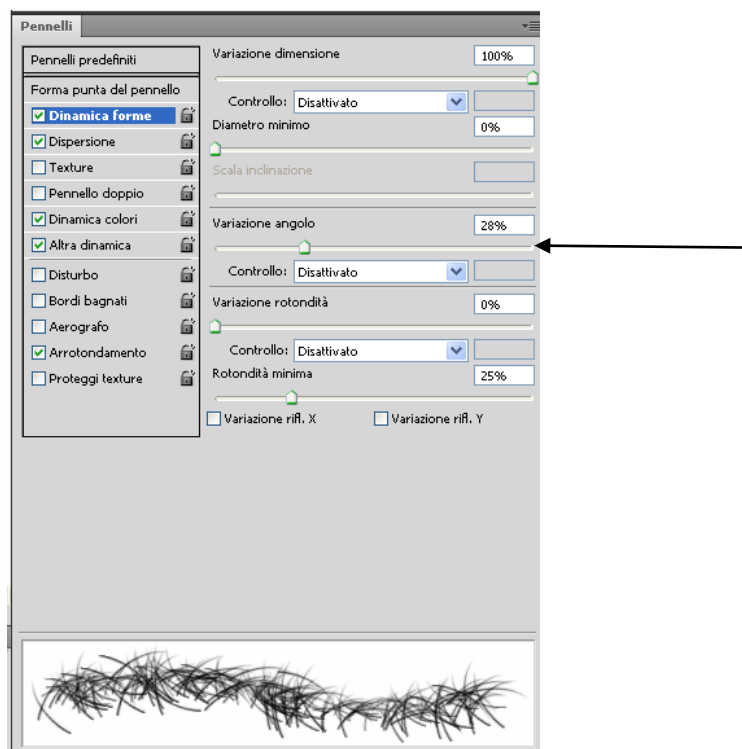 Pennelli
Pennelli predefiniti
Forma punta del pennello
Dinamica forme
Dispersione
Texture
Pennello doppio
Dinamica colori
Altra dinamica
Disturbo
Bordi bagnati
Aerografo
Arrotondamento
Proteggi texture
Variazione dimensione 100%
Controllo: Disattivato
Diametro minimo 0%
Scala inclinazione
Variazione angolo 28%
Controllo: Disattivato
Variazione rotondità 0%
Controllo: Disattivato
Rotondità minima 25%
Variazione rifl. X Variazione rifl. Y